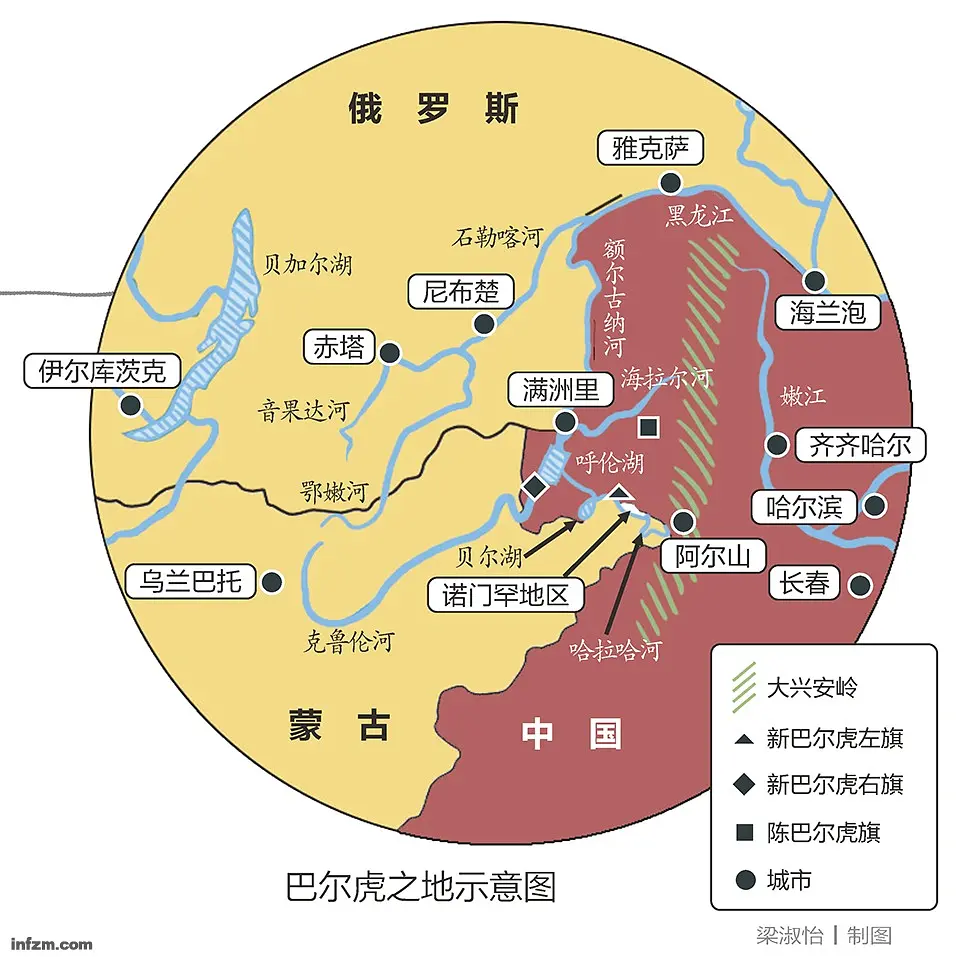 俄罗斯
雅克萨
黑龙江
石勒喀河
额尔古纳河
贝加尔湖
尼布楚
海兰泡
赤塔
伊尔库茨克
海拉尔河
满洲里
嫩江
音果达河
齐齐哈尔
呼伦湖
鄂嫩河
哈尔滨
贝尔湖
阿尔山
乌兰巴托
诺门罕地区
长春
克鲁伦河
哈拉哈河
蒙古
中国
大兴安岭
新巴尔虎左旗
新巴尔虎右旗
陈巴尔虎旗
城市
巴尔虎之地示意图
梁淑怡丨制图
infzm.com